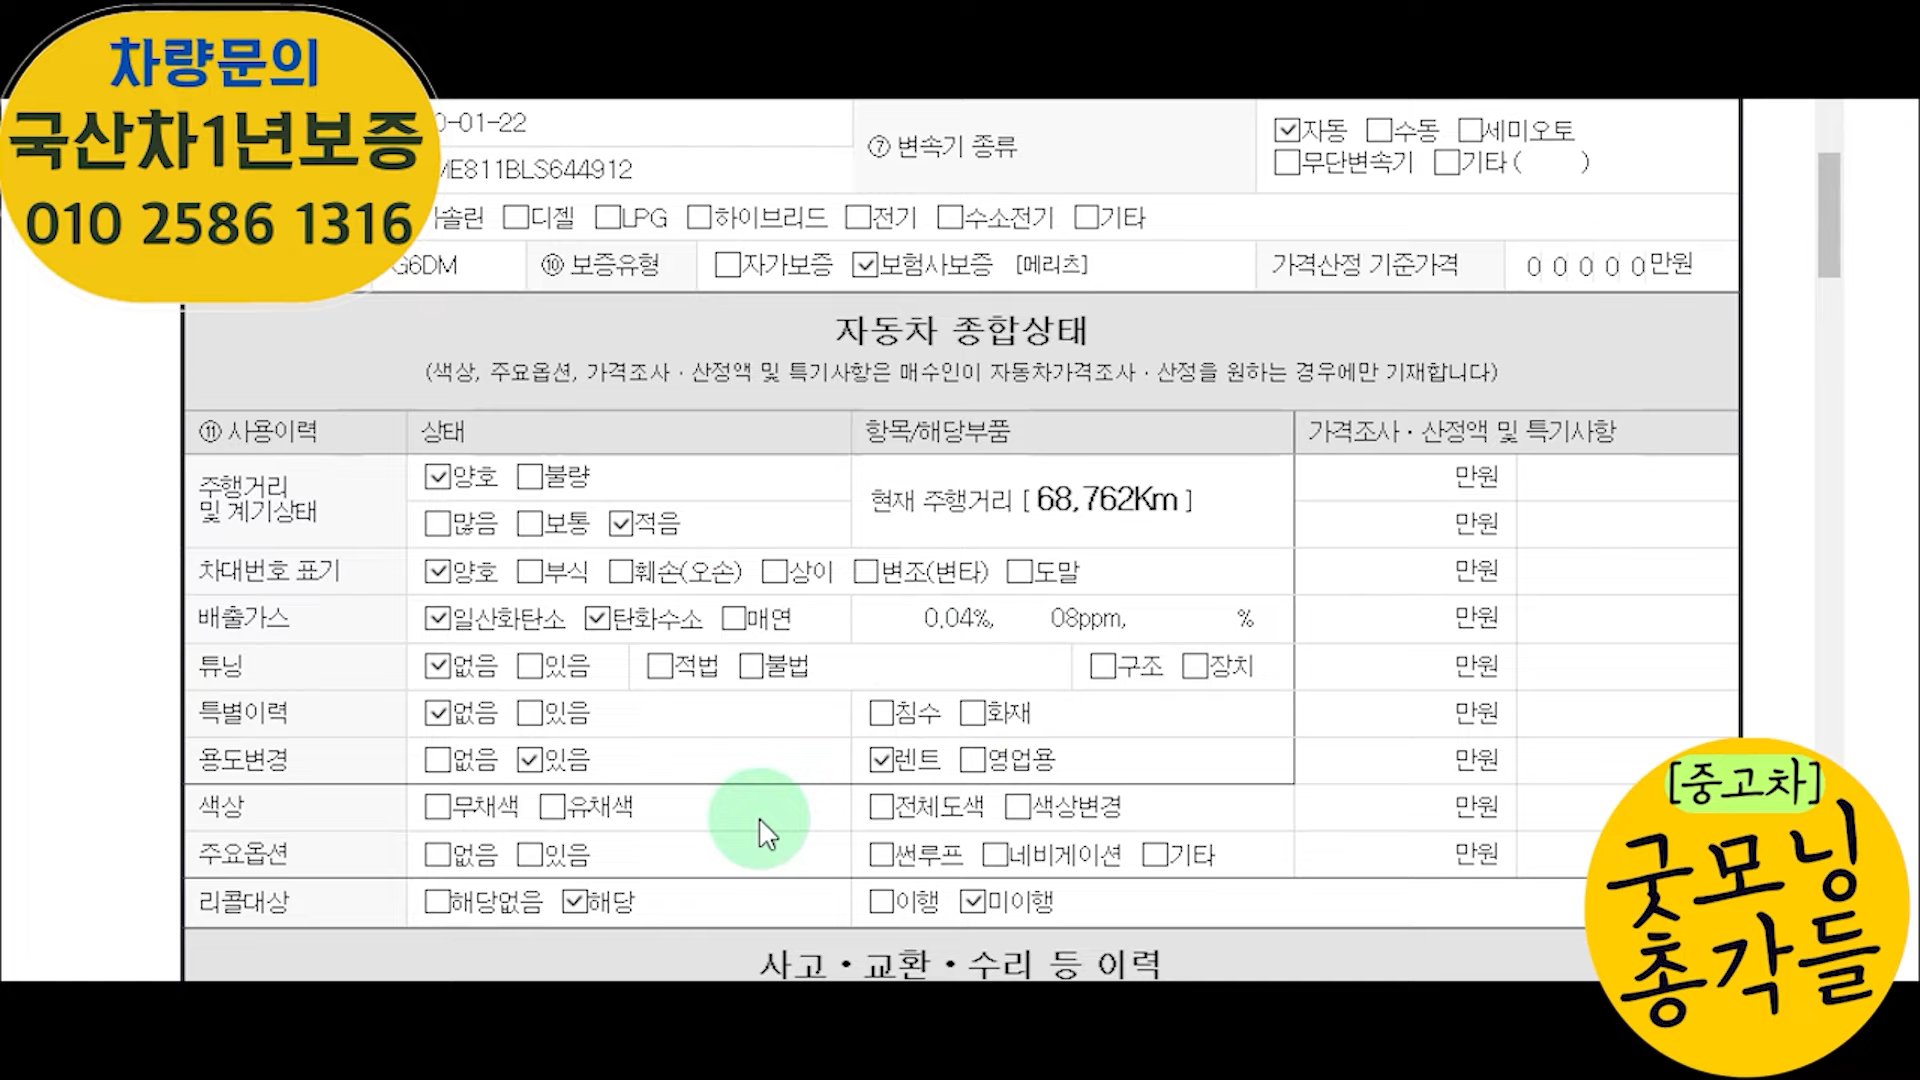 차량문의
국산차1년보증
010 2586 1316
0-01-22
⑦ 변속기 종류
☑자동 ☐수동 ☐세미오토
☐무단변속기 ☐기타 ( )
ME811BLS644912
솔린 ☐디젤 ☐LPG ☐하이브리드 ☐전기 ☐수소전기 ☐기타
G6DM ⑩ 보증유형 ☐자가보증 ☑보험사보증 [메리츠] 가격산정 기준가격 0 0 0 0 0 만원
자동차 종합상태
(색상, 주요옵션, 가격조사 · 산정액 및 특기사항은 매수인이 자동차가격조사 · 산정을 원하는 경우에만 기재합니다)
⑪ 사용이력 상태 항목/해당부품 가격조사 · 산정액 및 특기사항
주행거리
및 계기상태
☑양호 ☐불량
☐많음 ☐보통 ☑적음
현재 주행거리 [ 68,762Km ]
만원
만원
차대번호 표기 ☑양호 ☐부식 ☐훼손(오손) ☐상이 ☐변조(변타) ☐도말 만원
배출가스 ☑일산화탄소 ☑탄화수소 ☐매연 0.04%, 08ppm, % 만원
튜닝 ☑없음 ☐있음 ☐적법 ☐불법 ☐구조 ☐장치 만원
특별이력 ☑없음 ☐있음 ☐침수 ☐화재 만원
용도변경 ☐없음 ☑있음 ☑렌트 ☐영업용 만원
색상 ☐무채색 ☐유채색 ☐전체도색 ☐색상변경 만원
주요옵션 ☐없음 ☐있음 ☐썬루프 ☐네비게이션 ☐기타 만원
리콜대상 ☐해당없음 ☑해당 ☐이행 ☑미이행
사고 · 교환 · 수리 등 이력
[중고차]
굿모닝
총각들